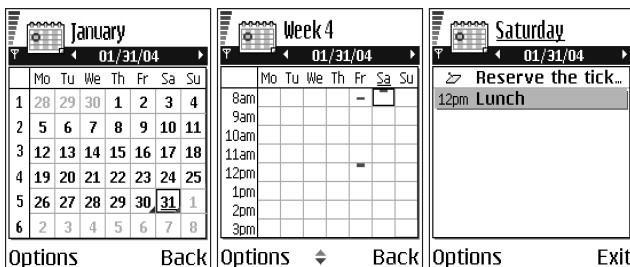 January
01/31/04
Mo Tu We Th Fr Sa Su
1 28 29 30 1 2 3 4
2 5 6 7 8 9 10 11
3 12 13 14 15 16 17 18
4 19 20 21 22 23 24 25
5 26 27 28 29 30 31 1
6 2 3 4 5 6 7 8
Options Back
Week 4
01/31/04
Mo Tu We Th Fr Sa Su
8am
9am
10am
11am
12pm
1pm
2pm
3pm
Options Back
Saturday
01/31/04
Reserve the tick...
12pm Lunch
Options Exit